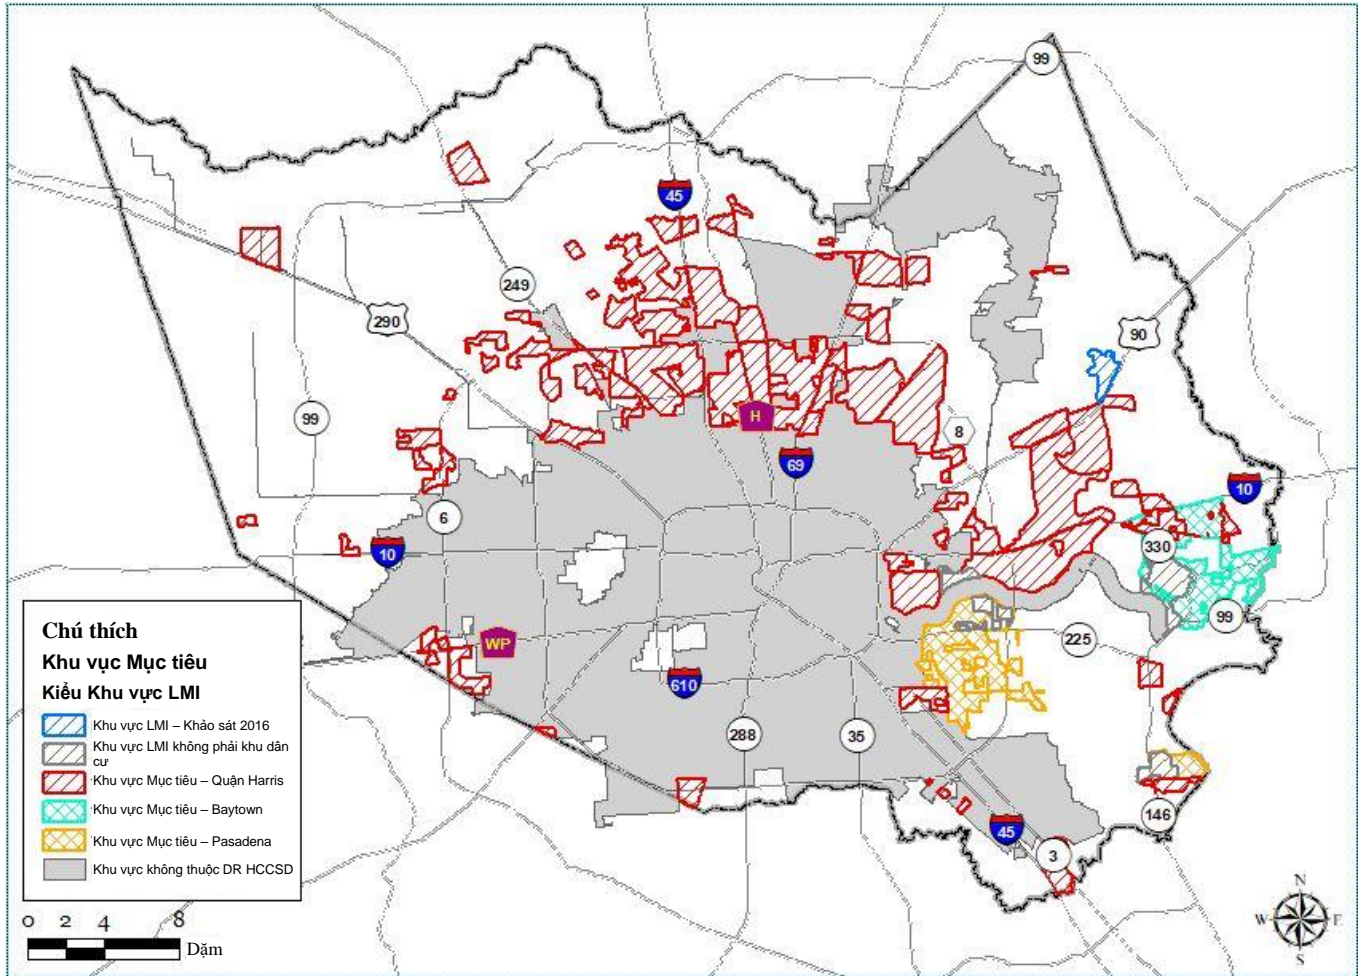 99
45
249
290
90
99
H
8
69
10
6
330
10
99
Chú thích
Khu vực Mục tiêu
Kiểu Khu vực LMI
Khu vực LMI – Khảo sát 2016
Khu vực LMI không phải khu dân
cư
Khu vực Mục tiêu – Quận Harris
Khu vực Mục tiêu – Baytown
Khu vực Mục tiêu – Pasadena
Khu vực không thuộc DR HCCSD
WP
225
610
288
35
146
45
3
0 2 4 8
Dặm
N
W E
S